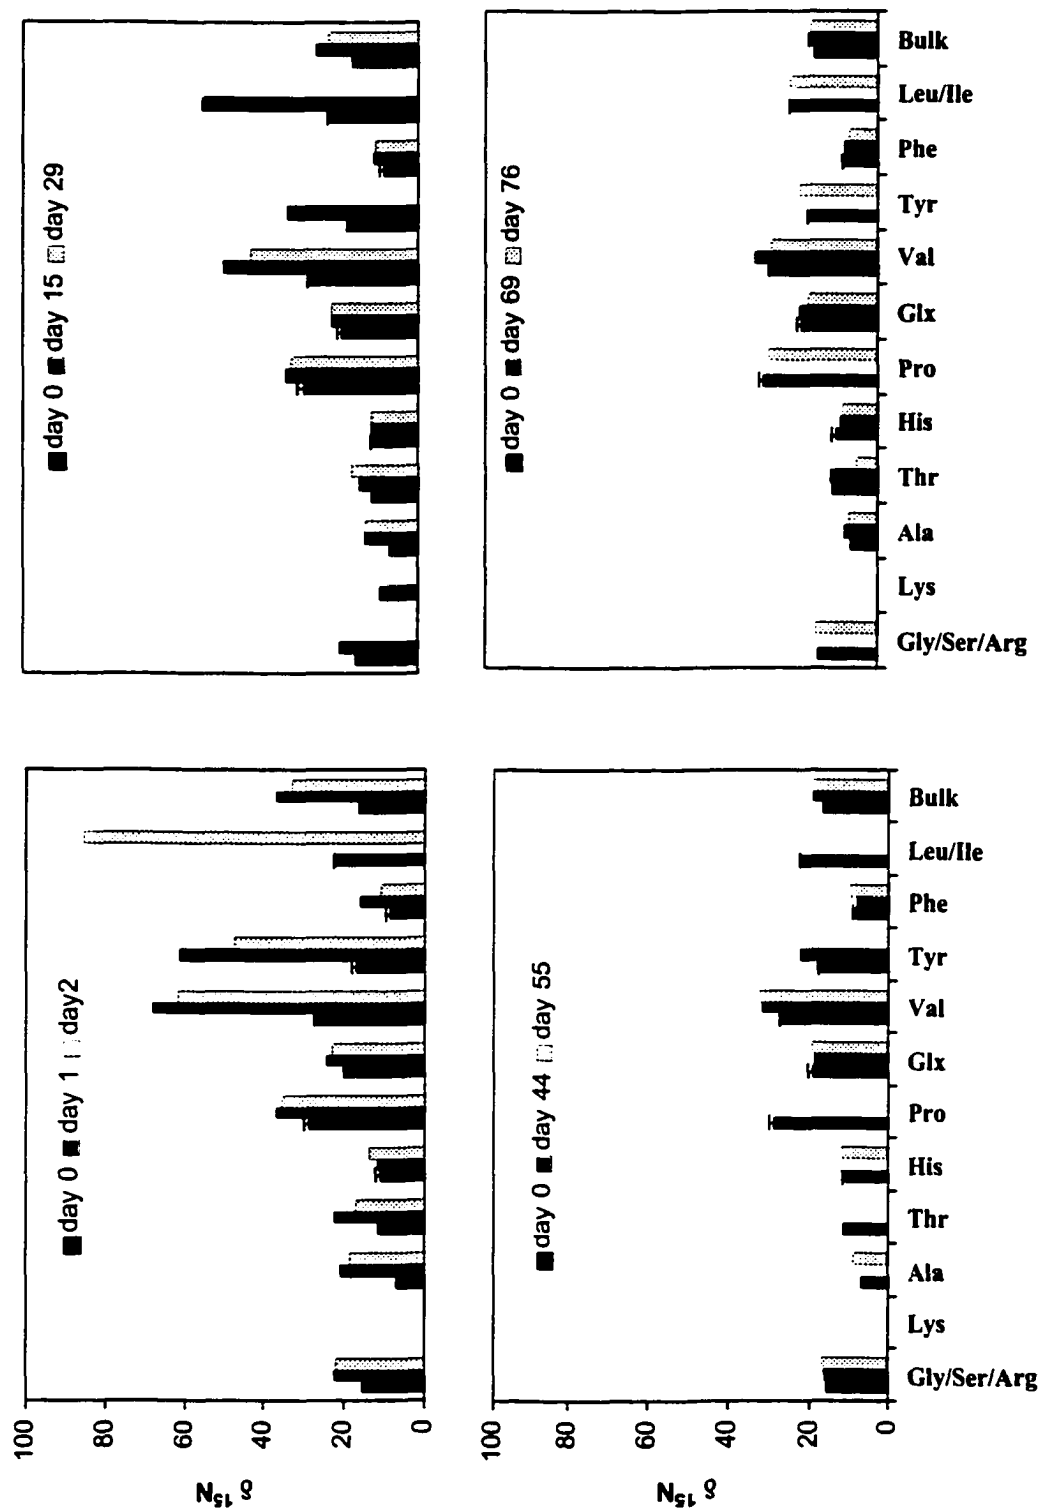 day 0 day 1 day2
day 0 day 15 day 29
100
80
60
40
20
0
δ 15N
day 0 day 44 day 55
day 0 day 69 day 76
100
80
60
40
20
0
δ 15N
Gly/Ser/Arg
Lys
Ala
Thr
His
Pro
Glx
Val
Tyr
Phe
Leu/Ile
Bulk
Gly/Ser/Arg
Lys
Ala
Thr
His
Pro
Glx
Val
Tyr
Phe
Leu/Ile
Bulk